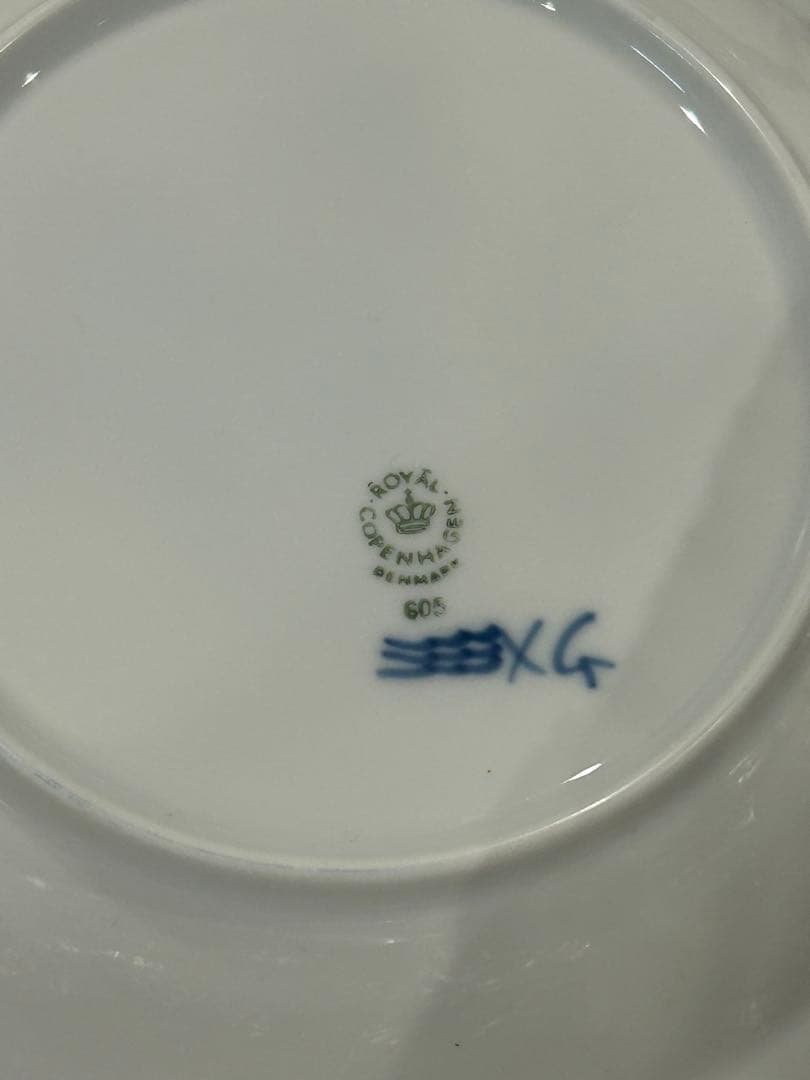 ROYAL
COPENHAGEN
DENMARK
605
XG